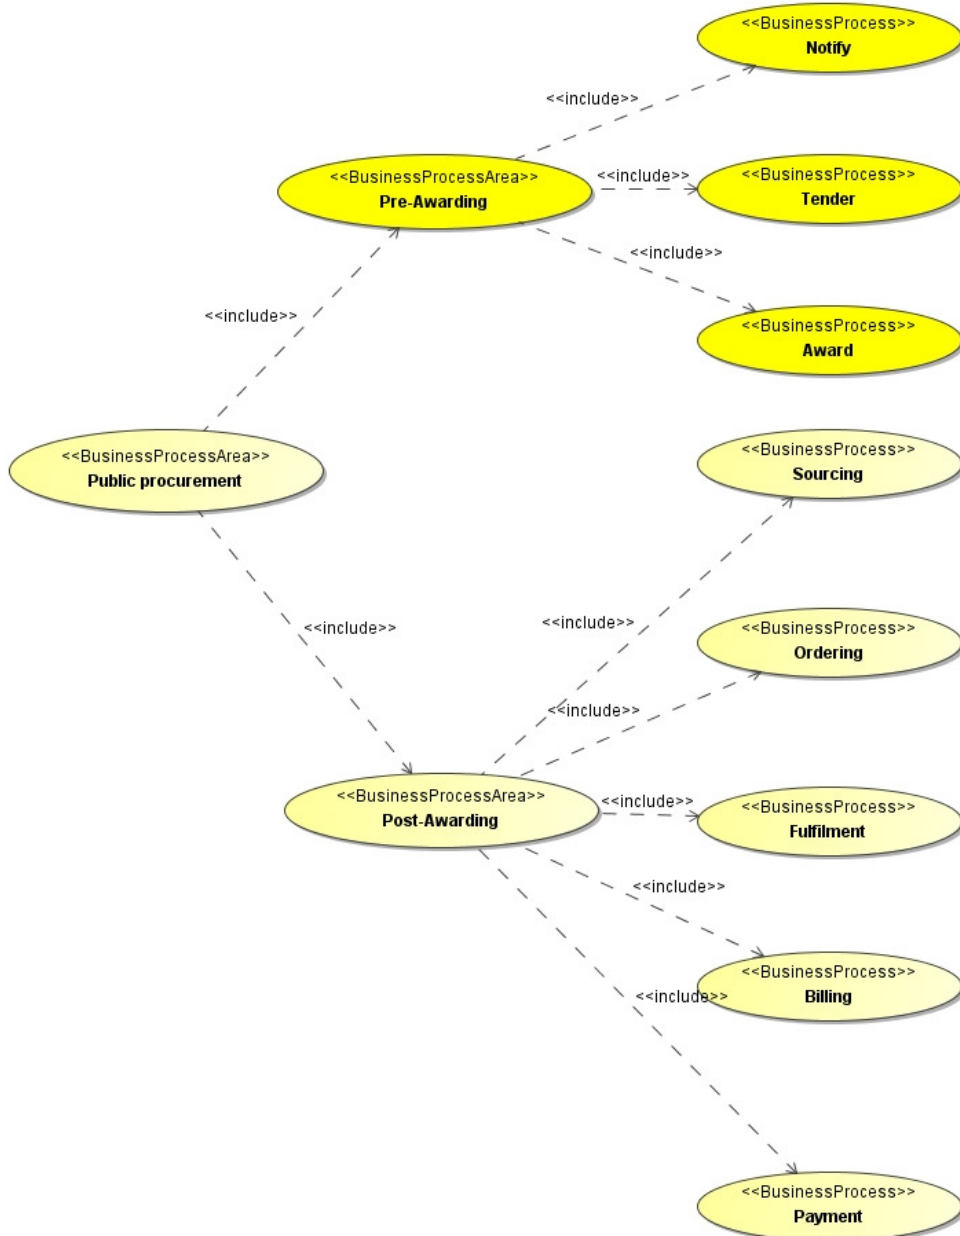 <<BusinessProcess>>
Notify
<<include>>
<<BusinessProcessArea>>
Pre-Awarding
<<include>>
<<BusinessProcess>>
Tender
<<include>>
<<include>>
<<BusinessProcess>>
Award
<<BusinessProcessArea>>
Public procurement
<<BusinessProcess>>
Sourcing
<<include>>
<<include>>
<<BusinessProcess>>
Ordering
<<include>>
<<BusinessProcessArea>>
Post-Awarding
<<include>>
<<BusinessProcess>>
Fulfilment
<<include>>
<<BusinessProcess>>
Billing
<<include>>
<<BusinessProcess>>
Payment